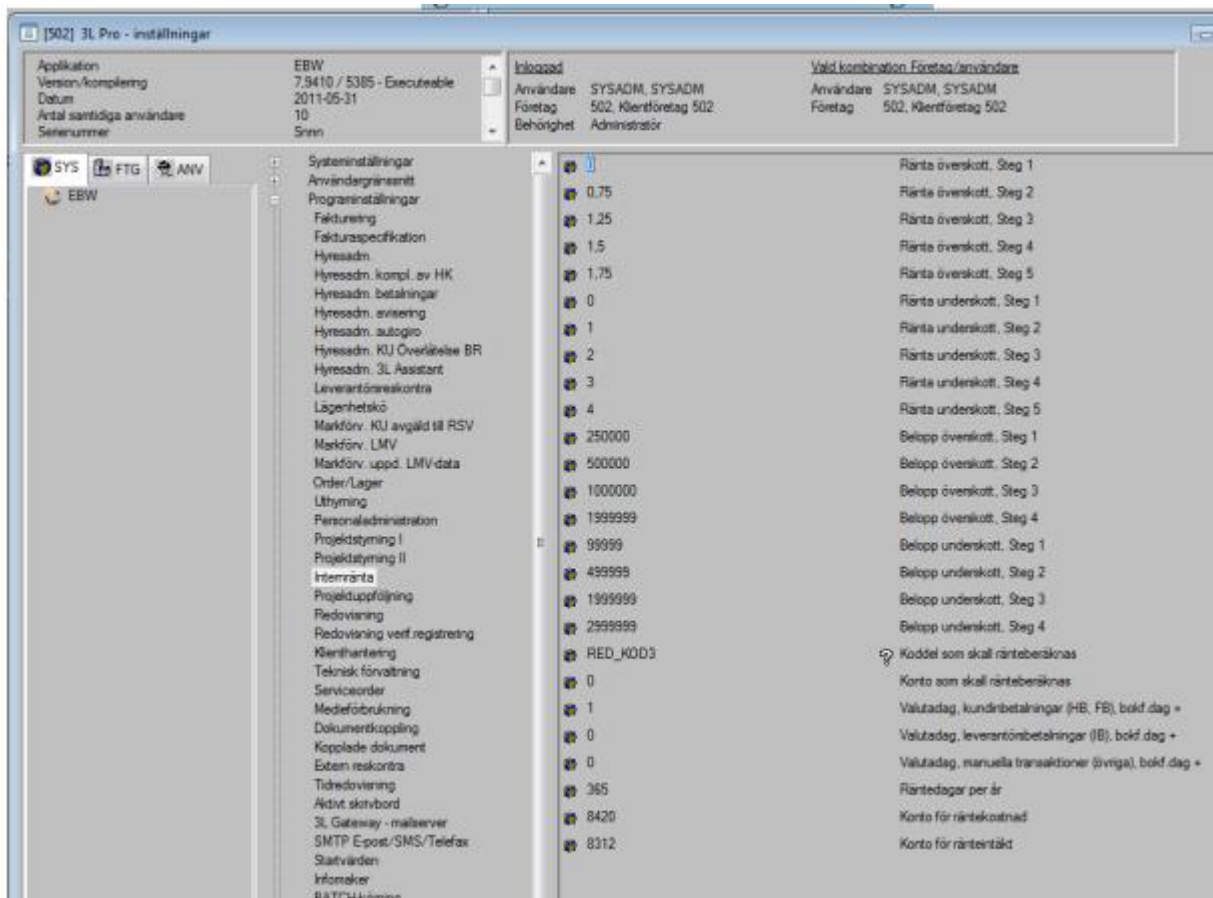 [502] 3L Pro - inställningar
Applikation EBW
Version/kompilering 7.9410 / 5385 - Executeable
Datum 2011-05-31
Antal samtidiga användare 10
Serienummer Snnn
Inloggad
Användare SYSADM, SYSADM
Företag 502, Klientföretag 502
Behörighet Administratör
Vald kombination Företag/användare
Användare SYSADM, SYSADM
Företag 502, Klientföretag 502
SYS FTG ANV
EBW
Systeminställningar
Användargränssnitt
Programinställningar
Fakturering
Fakturaspecifikation
Hyresadm.
Hyresadm. kompl. av HK
Hyresadm. betalningar
Hyresadm. avisering
Hyresadm. autogiro
Hyresadm. KU Överlåtelse BR
Hyresadm. 3L Assistant
Leverantörsreskontra
Lägenhetskö
Markförv. KU avgäld till RSV
Markförv. LMV
Markförv. uppd. LMV-data
Order/Lager
Uthyrning
Personaladministration
Projektstyrning I
Projektstyrning II
Internränta
Projektuppföljning
Redovisning
Redovisning verif.registrering
Klienthantering
Teknisk förvaltning
Serviceorder
Medieförbrukning
Dokumentkoppling
Kopplade dokument
Extern reskontra
Tidredovisning
Aktivt skrivbord
3L Gateway - mailserver
SMTP E-post/SMS/Telefax
Startvärden
Infomaker
BATCH-körning
Ränta överskott, Steg 1
0,75 Ränta överskott, Steg 2
1,25 Ränta överskott, Steg 3
1,5 Ränta överskott, Steg 4
1,75 Ränta överskott, Steg 5
0 Ränta underskott, Steg 1
1 Ränta underskott, Steg 2
2 Ränta underskott, Steg 3
3 Ränta underskott, Steg 4
4 Ränta underskott, Steg 5
250000 Belopp överskott, Steg 1
500000 Belopp överskott, Steg 2
1000000 Belopp överskott, Steg 3
1999999 Belopp överskott, Steg 4
99999 Belopp underskott, Steg 1
499999 Belopp underskott, Steg 2
1999999 Belopp underskott, Steg 3
2999999 Belopp underskott, Steg 4
RED_KOD3 Koddel som skall ränteberäknas
0 Konto som skall ränteberäknas
1 Valutadag, kundinbetalningar (HB, FB), bokf.dag +
0 Valutadag, leverantörsbetalningar (IB), bokf.dag +
0 Valutadag, manuella transaktioner (övriga), bokf.dag +
365 Räntedagar per år
8420 Konto för räntekostnad
8312 Konto för ränteintäkt